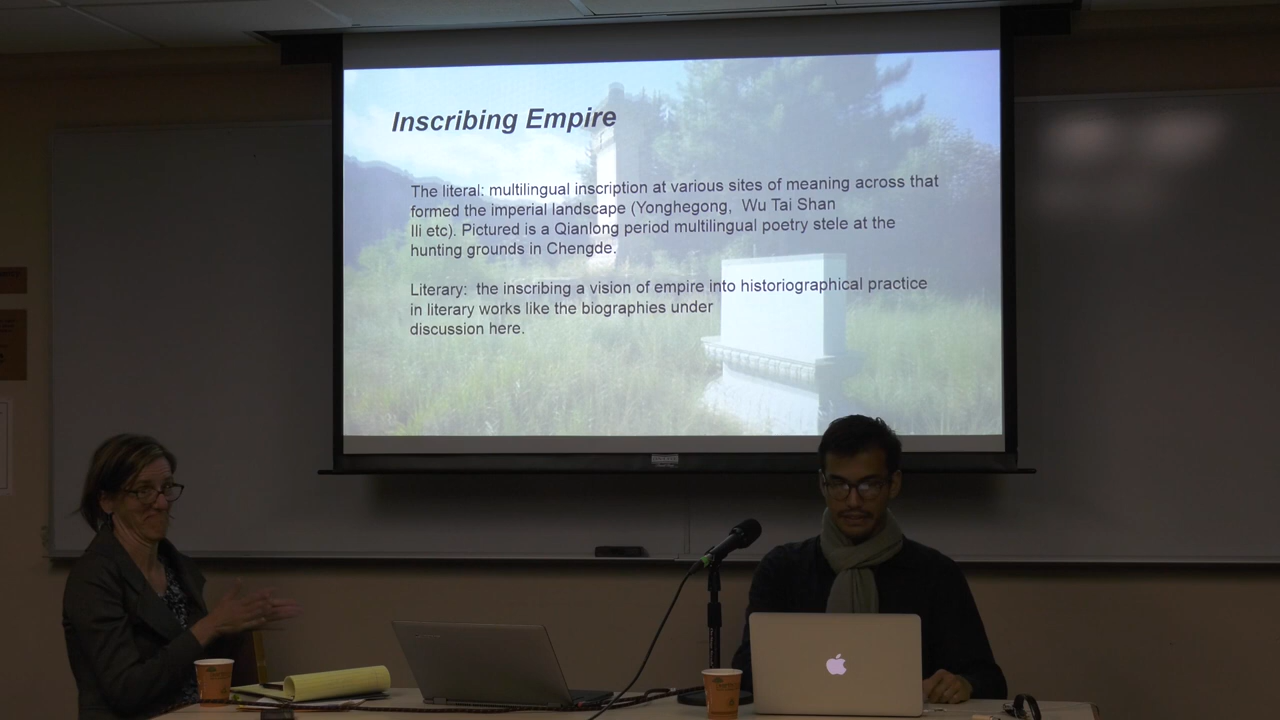 Inscribing Empire
The literal: multilingual inscription at various sites of meaning across that
formed the imperial landscape (Yonghegong, Wu Tai Shan
Ili etc). Pictured is a Qianlong period multilingual poetry stele at the
hunting grounds in Chengde.
Literary: the inscribing a vision of empire into historiographical practice
in literary works like the biographies under
discussion here.